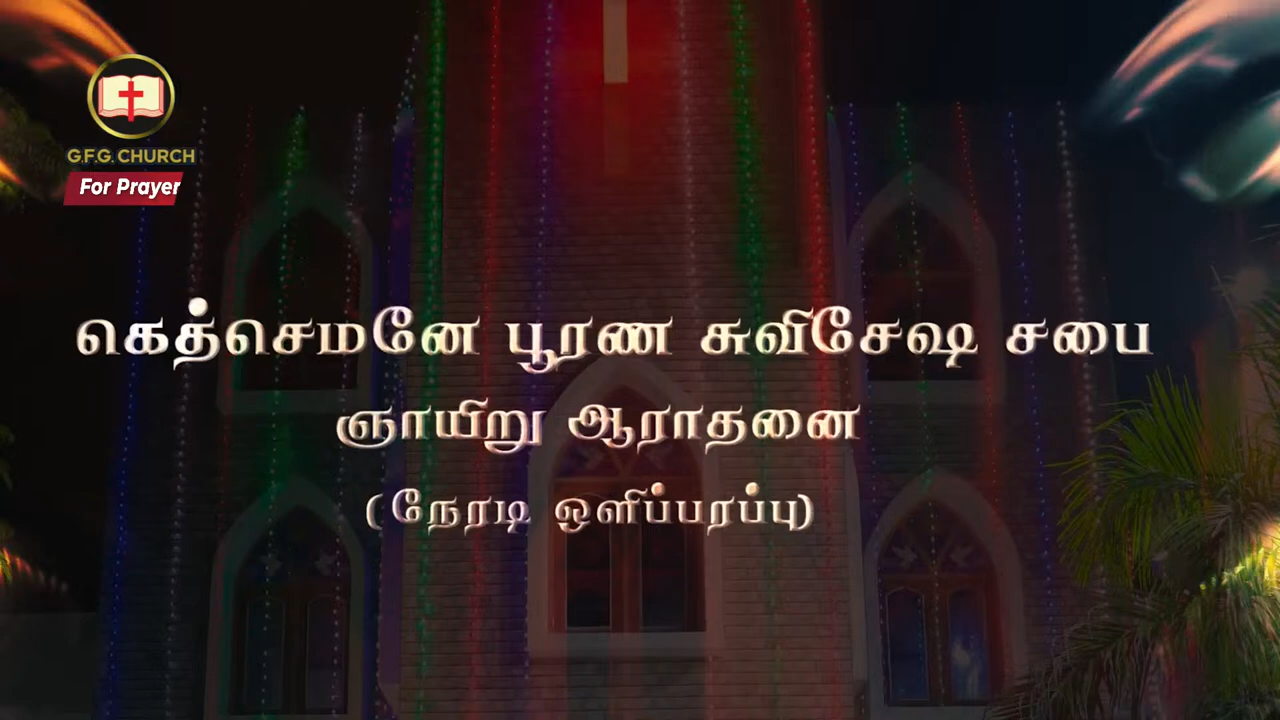 G.F.G. CHURCH
For Prayer
கெத்செமனே பூரண சுவிசேஷ சபை
ஞாயிறு ஆராதனை
(நேரடி ஒளிப்பரப்பு)